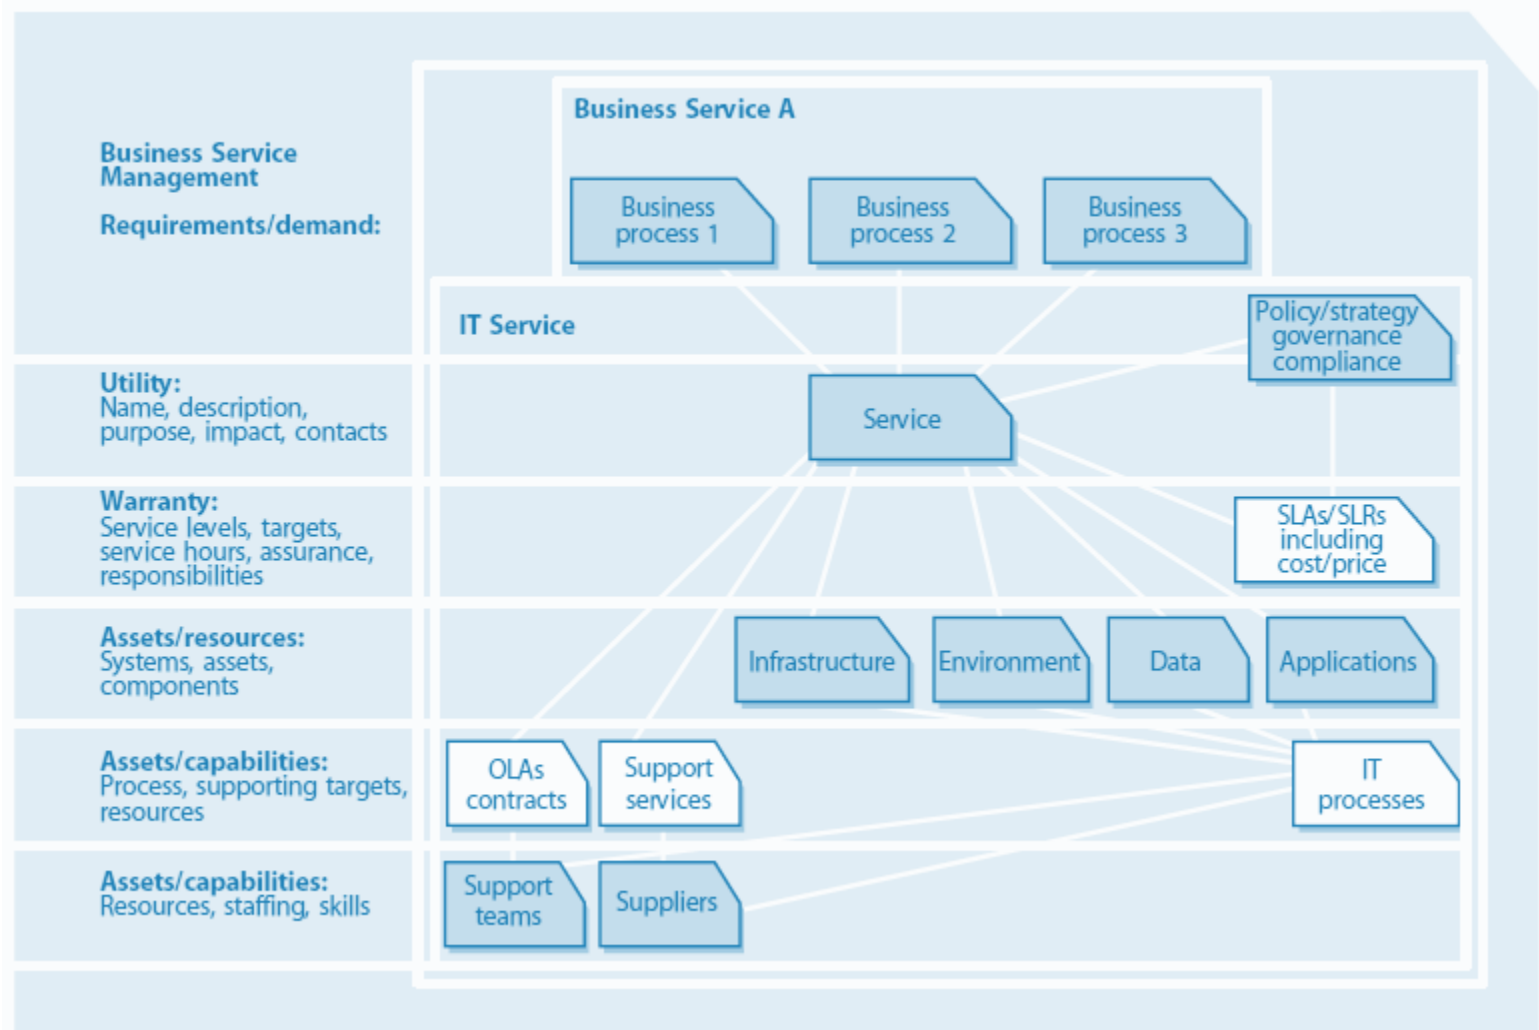 Business Service A
Business Service
Management
Requirements/demand:
Business
process 1
Business
process 2
Business
process 3
IT Service
Policy/strategy
governance
compliance
Utility:
Name, description,
purpose, impact, contacts
Service
Warranty:
Service levels, targets,
service hours, assurance,
responsibilities
SLAs/SLRs
including
cost/price
Assets/resources:
Systems, assets,
components
Infrastructure
Environment
Data
Applications
Assets/capabilities:
Process, supporting targets,
resources
OLAs
contracts
Support
services
IT
processes
Assets/capabilities:
Resources, staffing, skills
Support
teams
Suppliers